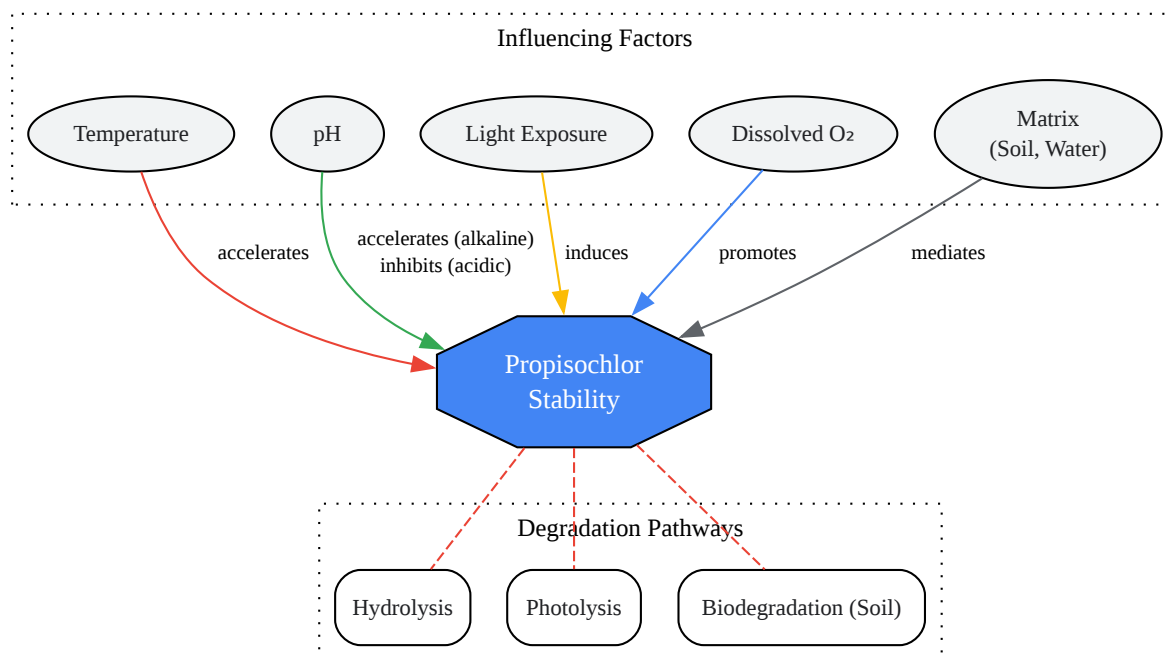 Influencing Factors
Temperature
pH
Light Exposure
Dissolved O₂
Matrix
(Soil, Water)
accelerates
accelerates (alkaline)
inhibits (acidic)
induces
promotes
mediates
Propisochlor
Stability
Degradation Pathways
Hydrolysis
Photolysis
Biodegradation (Soil)